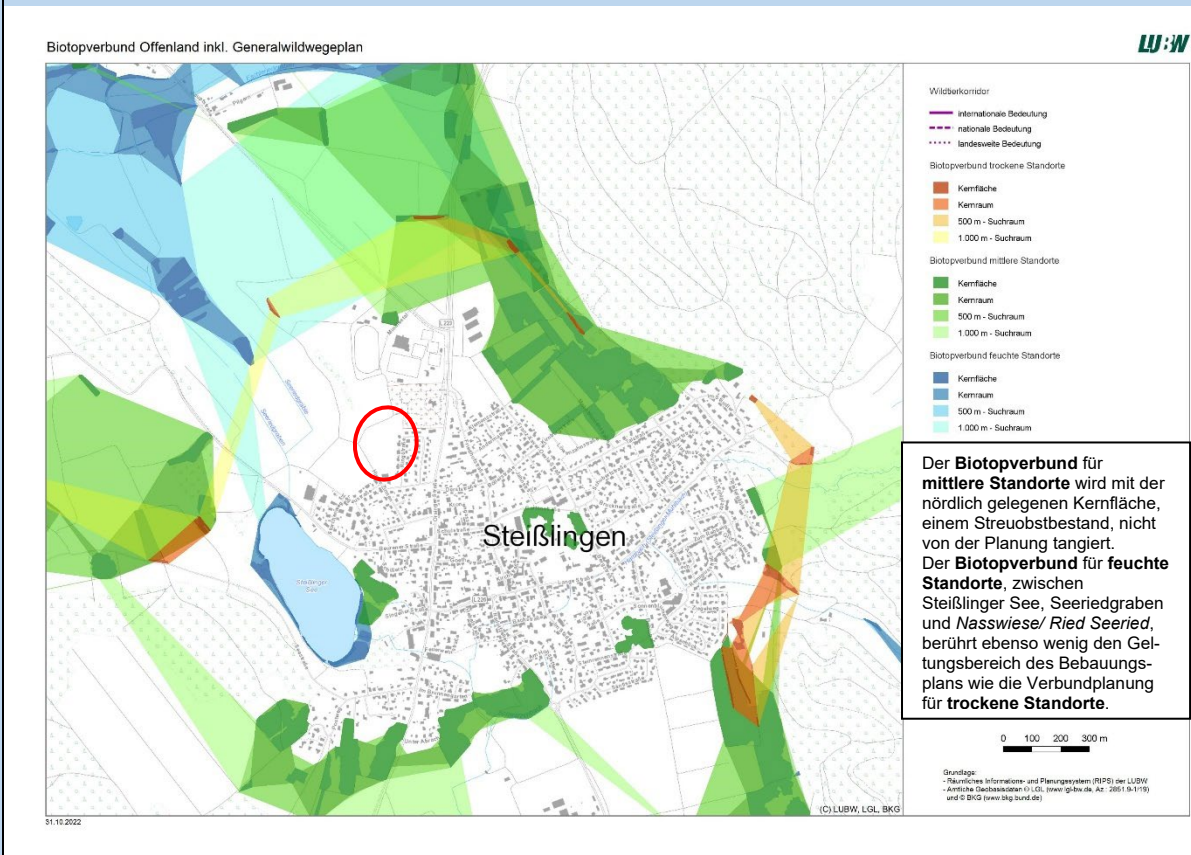 Biotopverbund Offenland inkl. Generalwildwegeplan
LUBW
Wildtierkorridor
internationale Bedeutung
nationale Bedeutung
landesweite Bedeutung
Biotopverbund trockene Standorte
Kernfläche
Kernraum
500 m - Suchraum
1.000 m - Suchraum
Biotopverbund mittlere Standorte
Kernfläche
Kernraum
500 m - Suchraum
1.000 m - Suchraum
Biotopverbund feuchte Standorte
Kernfläche
Kernraum
500 m - Suchraum
1.000 m - Suchraum
Der Biotopverbund für
mittlere Standorte wird mit der
nördlich gelegenen Kernfläche,
einem Streuobstbestand, nicht
von der Planung tangiert.
Der Biotopverbund für feuchte
Standorte, zwischen
Steißlinger See, Seeriedgraben
und Nasswiese/ Ried Seeried,
berührt ebenso wenig den Gel-
tungsbereich des Bebauungs-
plans wie die Verbundplanung
für trockene Standorte.
L 220
Seeriedgraben
Steißlingen
Steißlinger
See
0 100 200 300 m
Grundlage:
- Räumliches Informations- und Planungssystem (RIPS) der LUBW
- Amtliche Geobasisdaten © LGL (www.lgl-bw.de, Az.: 2851.9-1/19)
und © BKG (www.bkg.bund.de)
(C) LUBW, LGL, BKG
31.10.2022